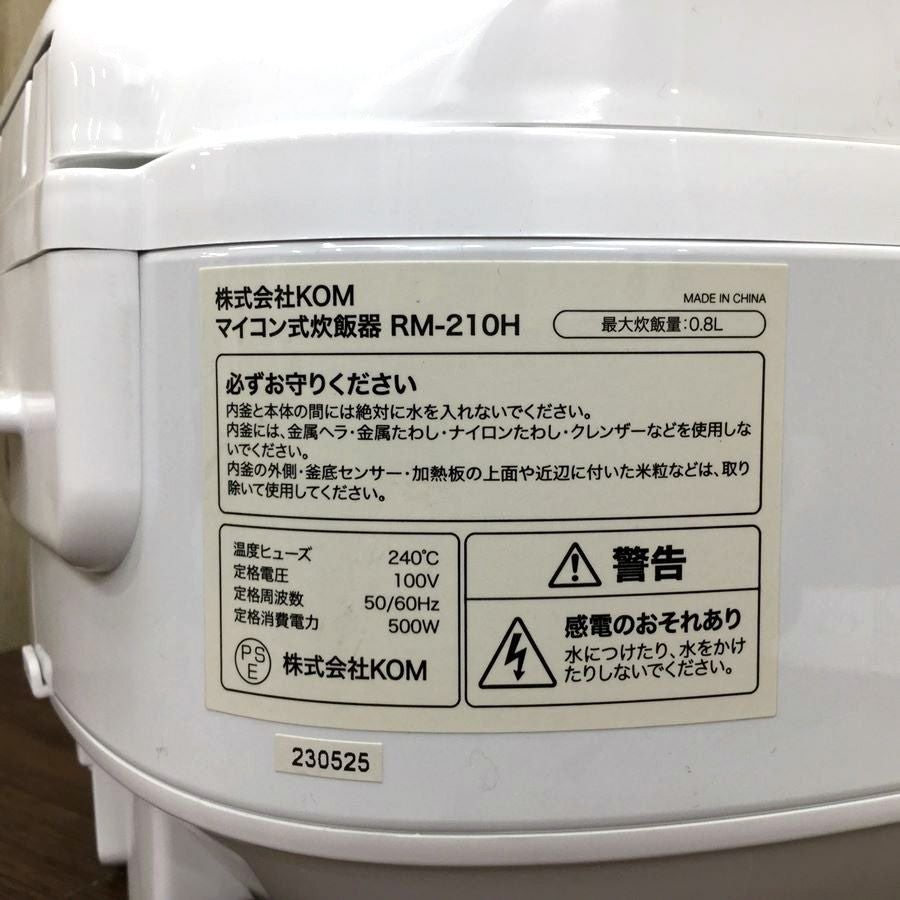 株式会社KOM
MADE IN CHINA
マイコン式炊飯器 RM-210H
最大炊飯量:0.8L
必ずお守りください
内釜と本体の間には絶対に水を入れないでください。
内釜には、金属ヘラ・金属たわし・ナイロンたわし・クレンザーなどを使用しな
いでください。
内釜の外側・釜底センサー・加熱板の上面や近辺に付いた米粒などは、取り
除いて使用してください。
温度ヒューズ 240℃
定格電圧 100V
定格周波数 50/60Hz
定格消費電力 500W
PS
E
株式会社KOM
警告
感電のおそれあり
水につけたり、水をかけ
たりしないでください。
230525